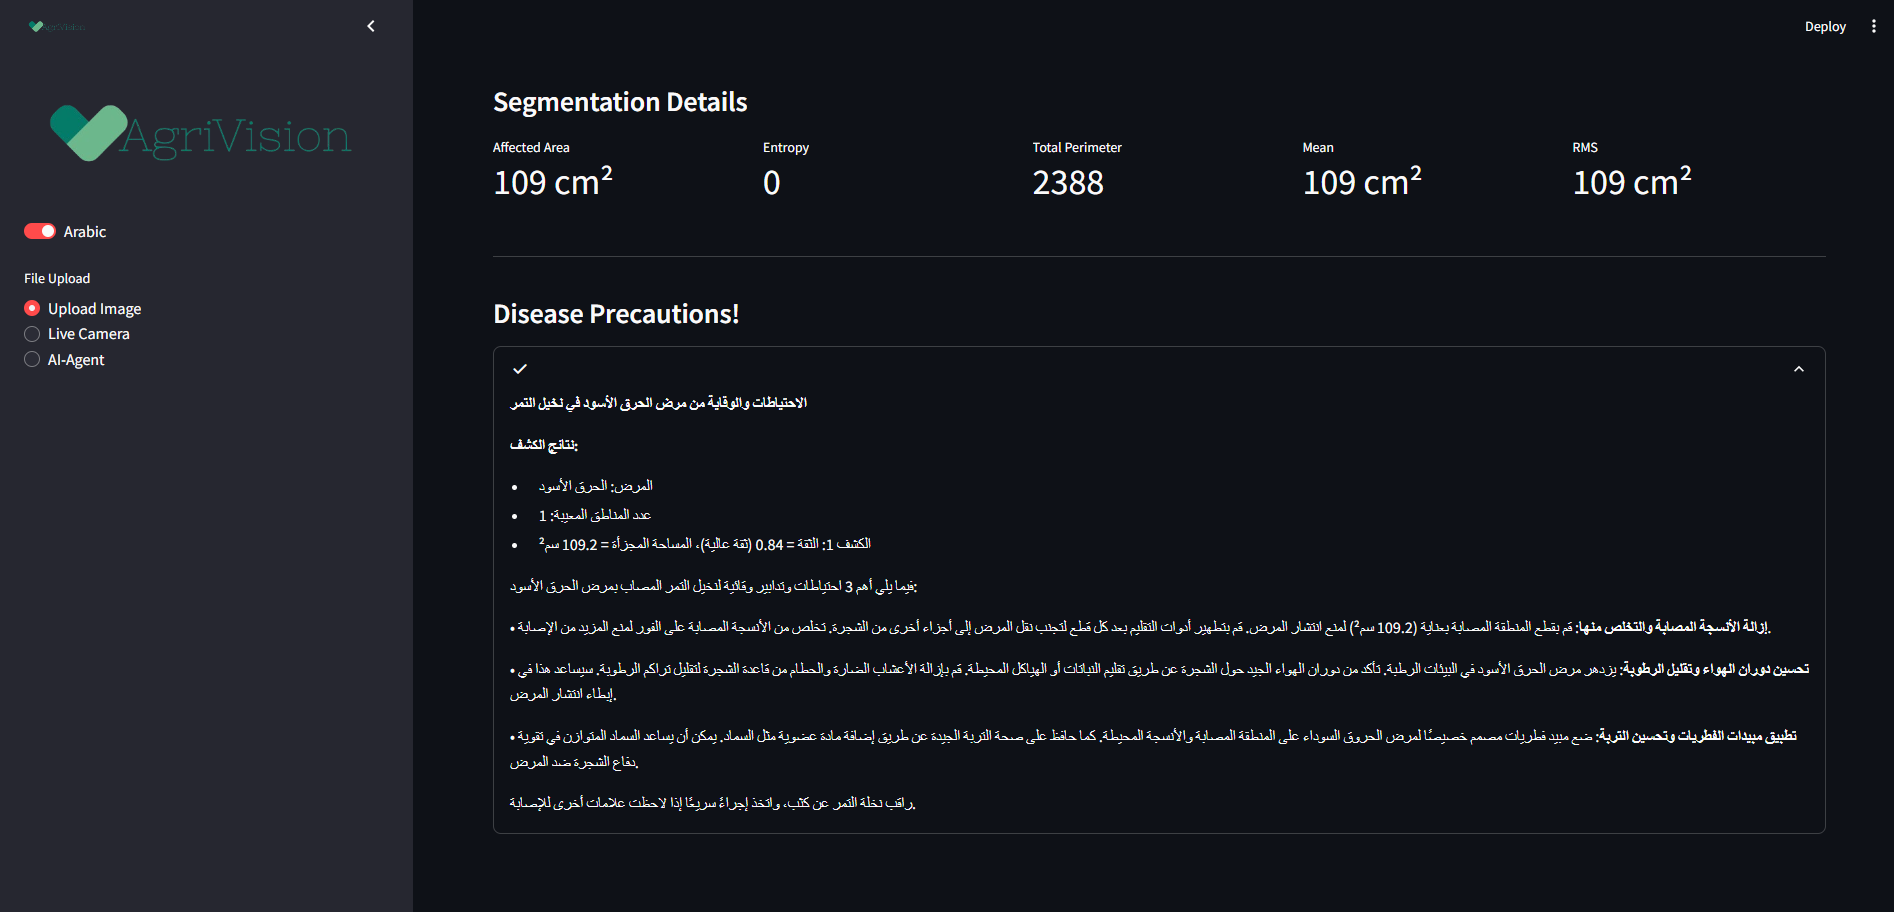 AgriVision
AgriVision
Arabic
File Upload
Upload Image
Live Camera
AI-Agent
Deploy
Segmentation Details
Affected Area
109 cm²
Entropy
0
Total Perimeter
2388
Mean
109 cm²
RMS
109 cm²
Disease Precautions!
الاحتياطات والوقاية من مرض الحرق الأسود في نخيل التمر
نتائج الكشف:
• المرض: الحرق الأسود
• عدد المناطق المعيبة: 1
• الكشف 1: الثقة = 0.84 (ثقة عالية)، المساحة المجزأة = 109.2 سم²
فيما يلي أهم 3 احتياطات وتدابير وقائية لنخيل التمر المصاب بمرض الحرق الأسود:
• إزالة الأنسجة المصابة والتخلص منها: قم بقطع المنطقة المصابة بعناية (109.2 سم²) لمنع انتشار المرض. قم بتطهير أدوات التقليم بعد كل قطع لتجنب نقل المرض إلى أجزاء أخرى من الشجرة. تخلص من الأنسجة المصابة على الفور لمنع المزيد من الإصابة.
• تحسين دوران الهواء وتقليل الرطوبة: يزدهر مرض الحرق الأسود في البيئات الرطبة. تأكد من دوران الهواء الجيد حول الشجرة عن طريق تقليم النباتات أو الهياكل المحيطة. قم بإزالة الأعشاب الضارة والحطام من قاعدة الشجرة لتقليل تراكم الرطوبة. سيساعد هذا في
إبطاء انتشار المرض.
• تطبيق مبيدات الفطريات وتحسين التربة: ضع مبيد فطريات مصمم خصيصًا لمرض الحروق السوداء على المنطقة المصابة والأنسجة المحيطة. كما حافظ على صحة التربة الجيدة عن طريق إضافة مادة عضوية مثل السماد. يمكن أن يساعد السماد المتوازن في تقوية
دفاع الشجرة ضد المرض.
راقب نخلة التمر عن كثب، واتخذ إجراءً سريعًا إذا لاحظت علامات أخرى للإصابة.